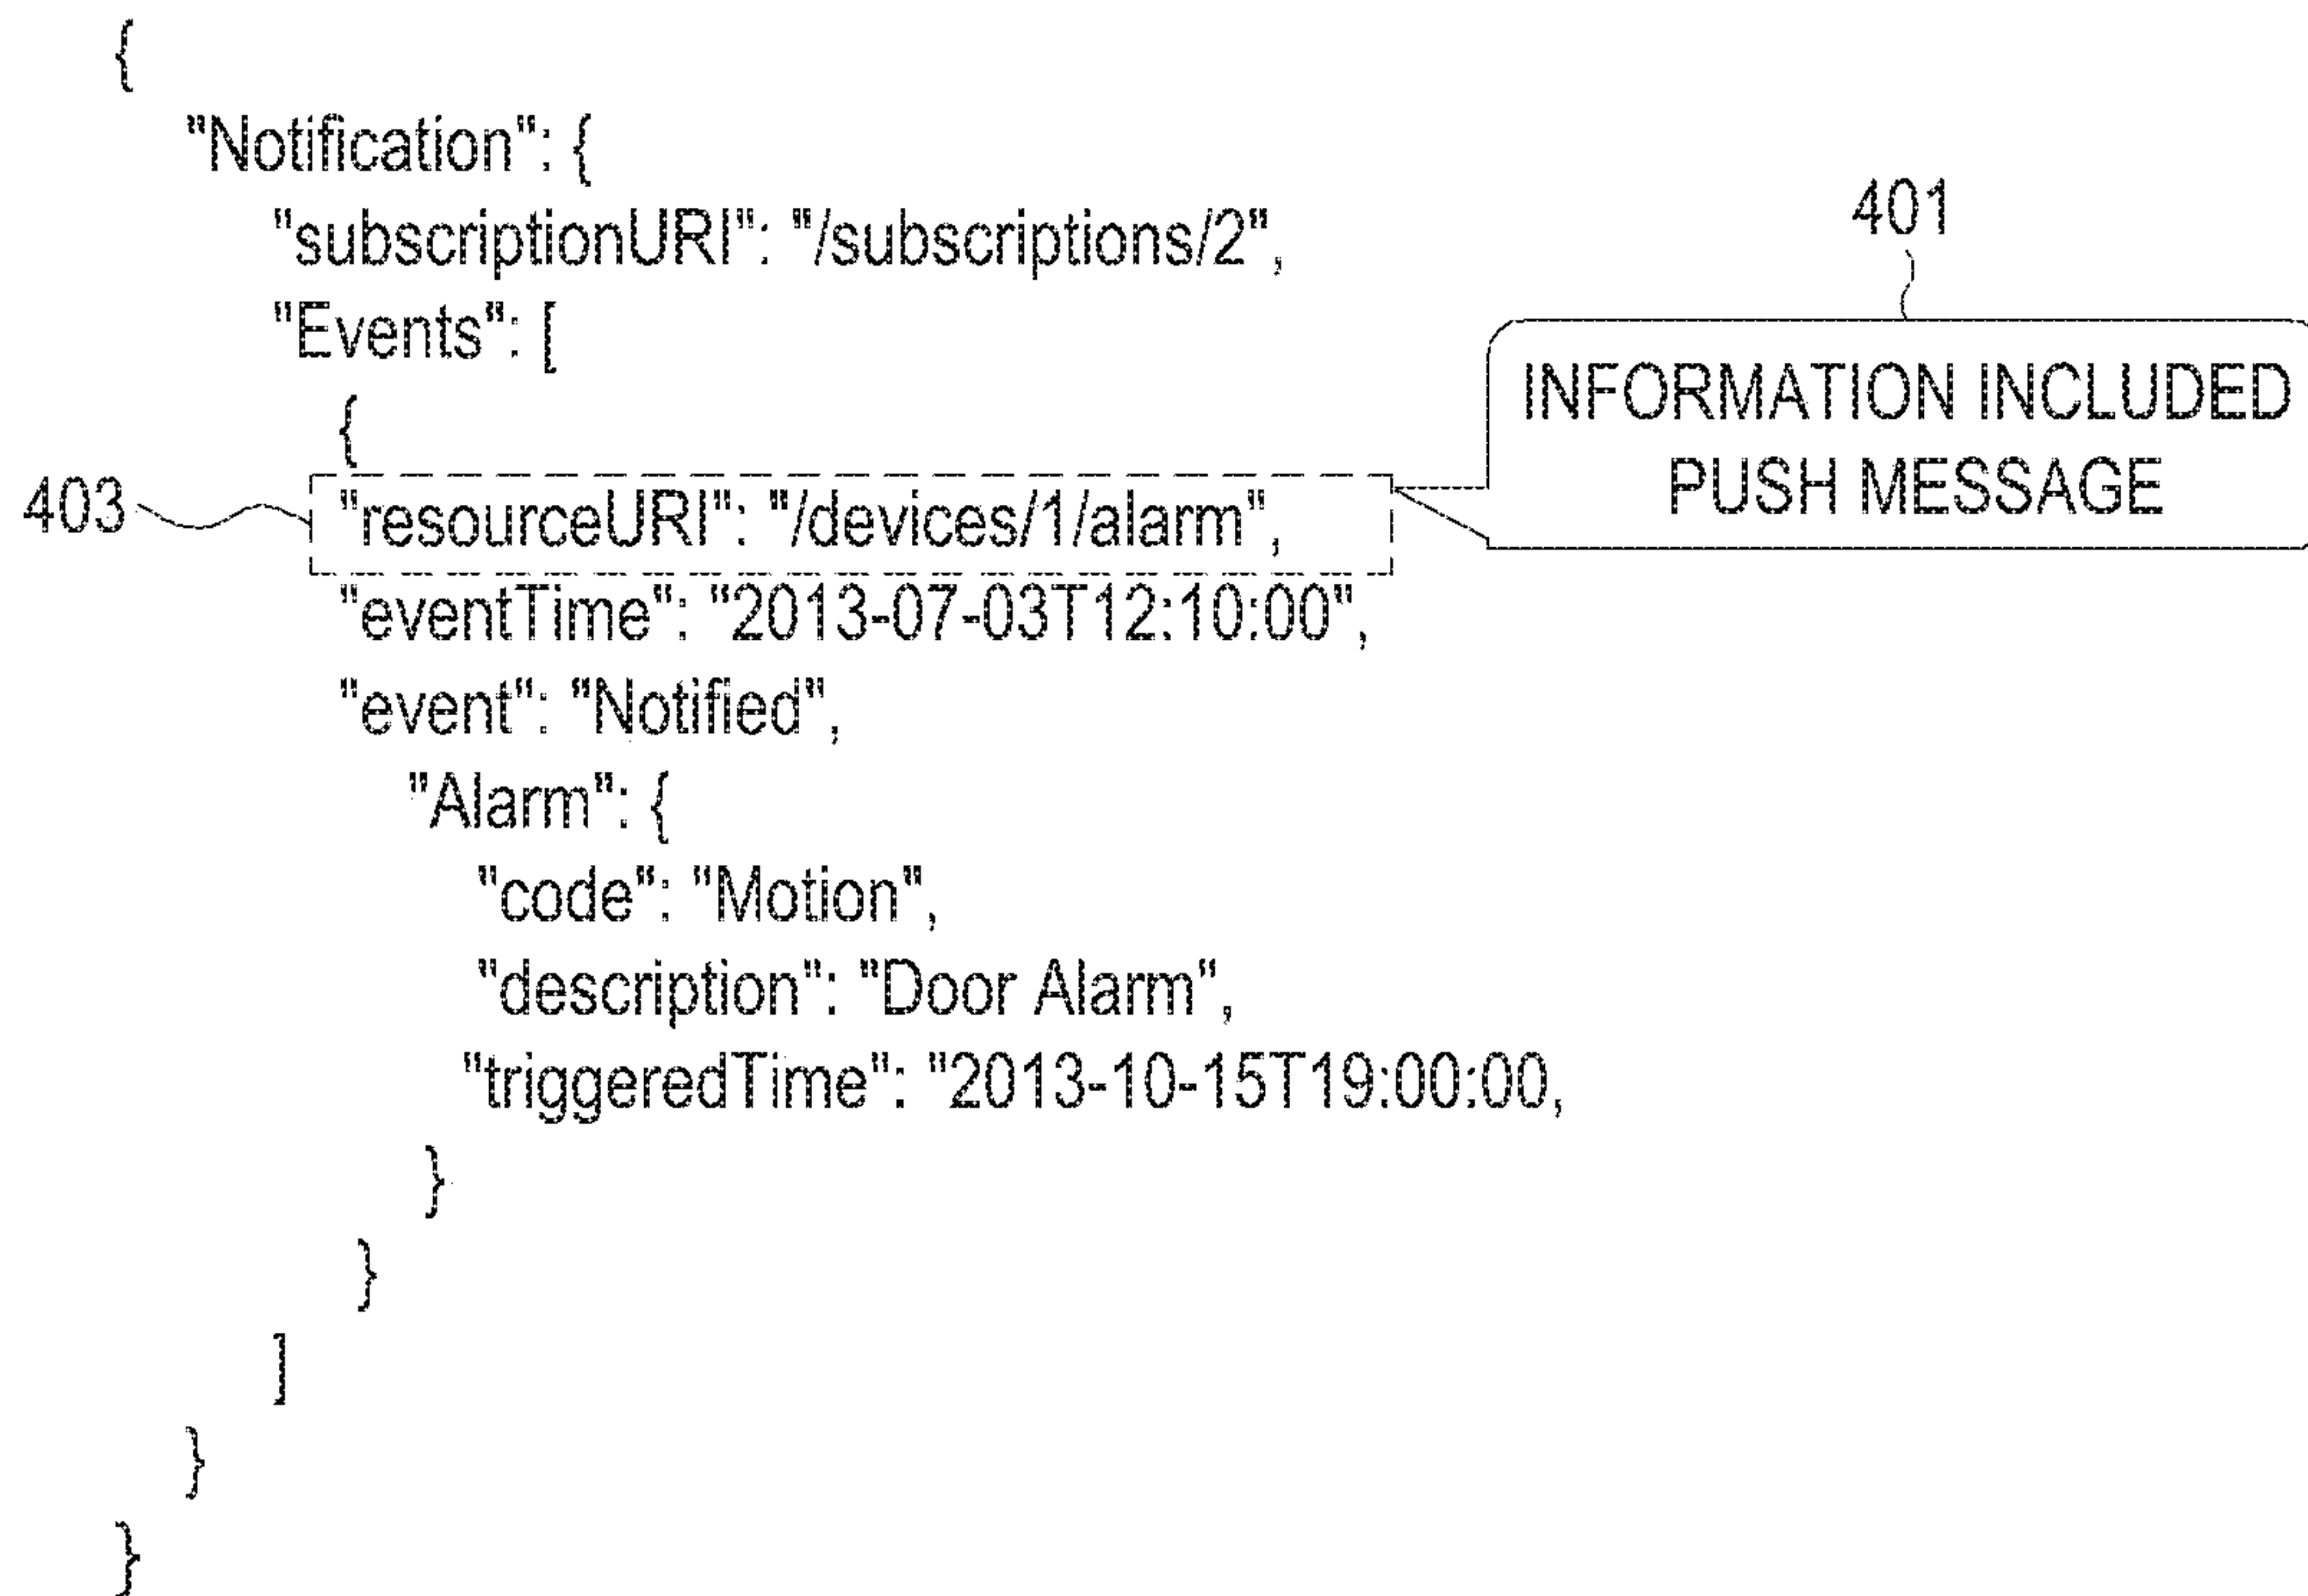 {
"Notification": {
"subscriptionURI": "/subscriptions/2",
"Events": [
{
"resourceURI": "/devices/1/alarm",
"eventTime": "2013-07-03T12:10:00",
"event": "Notified",
"Alarm": {
"code": "Motion",
"description": "Door Alarm",
"triggeredTime": "2013-10-15T19:00:00,
}
}
]
}
}
403
401
INFORMATION INCLUDED
PUSH MESSAGE